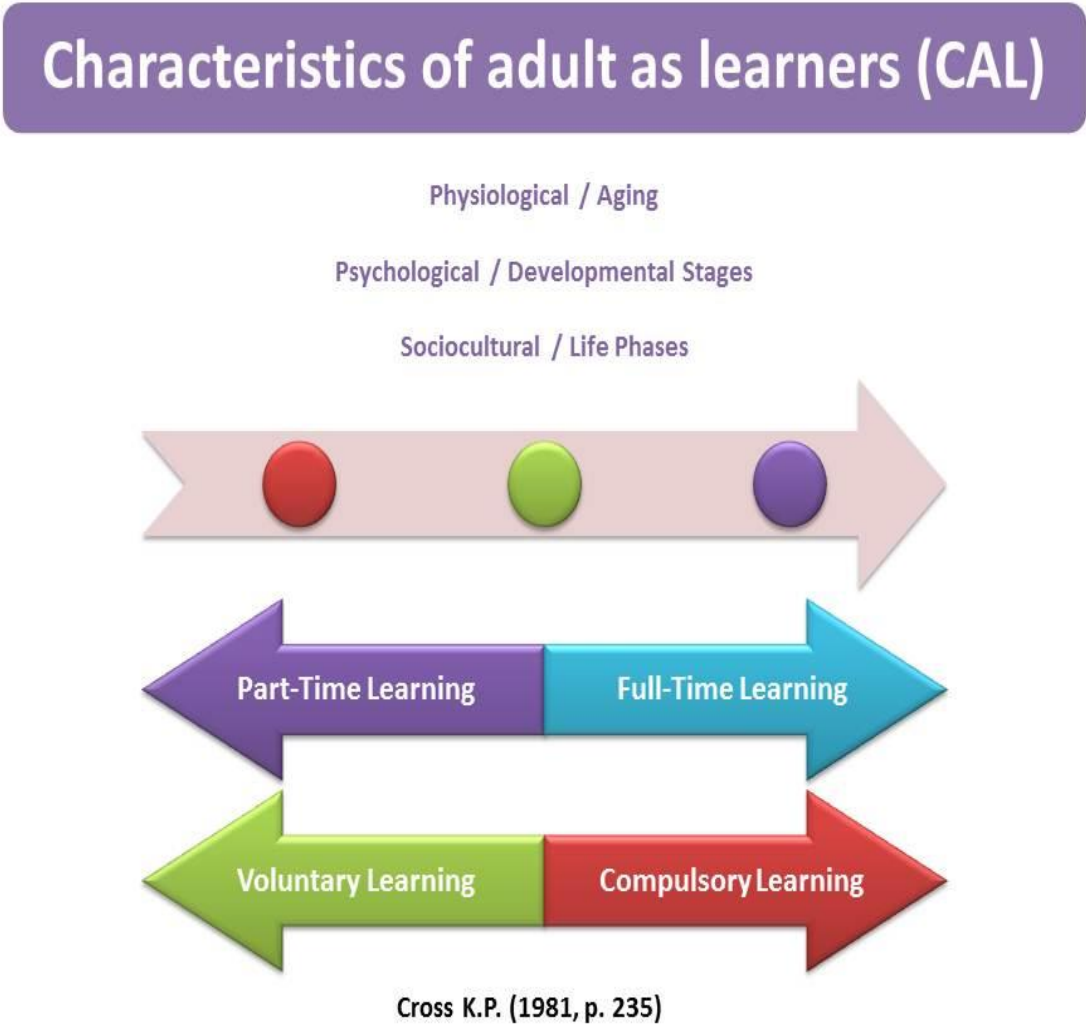 Characteristics of adult as learners (CAL)
Physiological / Aging
Psychological / Developmental Stages
Sociocultural / Life Phases
Part-Time Learning
Full-Time Learning
Voluntary Learning
Compulsory Learning
Cross K.P. (1981, p. 235)